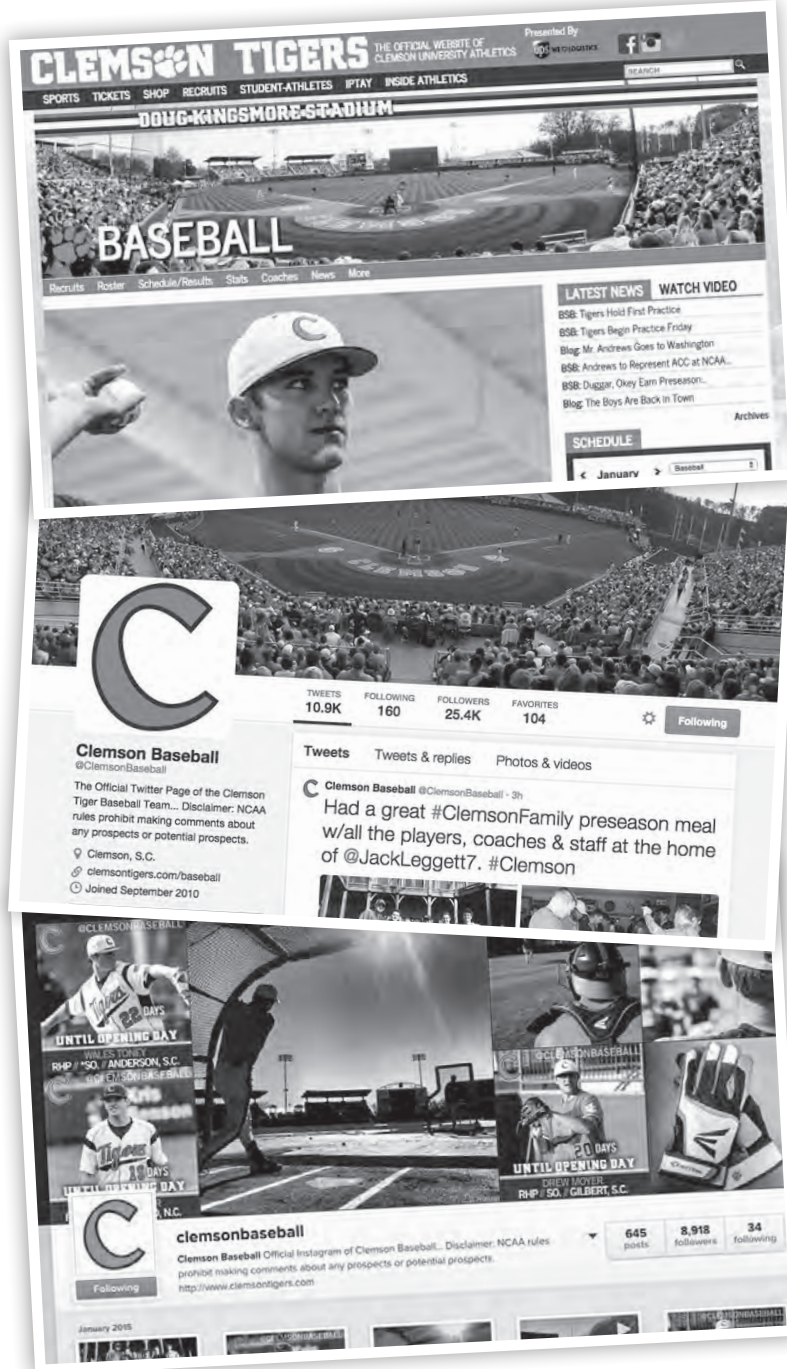 CLEMSON TIGERS
THE OFFICIAL WEBSITE OF
CLEMSON UNIVERSITY ATHLETICS
Presented By
ups
SEARCH
SPORTS TICKETS SHOP RECRUITS STUDENT-ATHLETES IPTAY INSIDE ATHLETICS
DOUG KINGSMORE STADIUM
BASEBALL
Recruits Roster Schedule/Results Stats Coaches News More
C
LATEST NEWS WATCH VIDEO
BSB: Tigers Hold First Practice
BSB: Tigers Begin Practice Friday
Blog: Mr. Andrews Goes to Washington
BSB: Andrews to Represent ACC at NCAA...
BSB: Duggar, Okey Earn Preseason...
Blog: The Boys Are Back in Town
Archives
SCHEDULE
< January > Baseball
CLEMSON
C
TWEETS FOLLOWING FOLLOWERS FAVORITES
10.9K 160 25.4K 104
Following
Clemson Baseball
@ClemsonBaseball
The Official Twitter Page of the Clemson
Tiger Baseball Team... Disclaimer: NCAA
rules prohibit making comments about
any prospects or potential prospects.
Clemson, S.C.
clemsontigers.com/baseball
Joined September 2010
Tweets Tweets & replies Photos & videos
Clemson Baseball @ClemsonBaseball · 3h
Had a great #ClemsonFamily preseason meal
w/all the players, coaches & staff at the home
of @JackLeggett7. #Clemson
@CLEMSONBASEBALL
Tigers
22 DAYS
UNTIL OPENING DAY
WALES TONEY
RHP // *SO. // ANDERSON, S.C.
@CLEMSONBASEBALL
Tigers
DAYS
UNTIL OPENING DAY
N.C.
@CLEMSONBASEBALL
20 DAYS
UNTIL OPENING DAY
DREW MOYER
RHP // SO. // GILBERT, S.C.
C
Following
clemsonbaseball
Clemson Baseball Official Instagram of Clemson Baseball... Disclaimer: NCAA rules
prohibit making comments about any prospects or potential prospects.
http://www.clemsontigers.com
645 8,918 34
posts followers following
January 2015
@CLEMSONBASEBALL